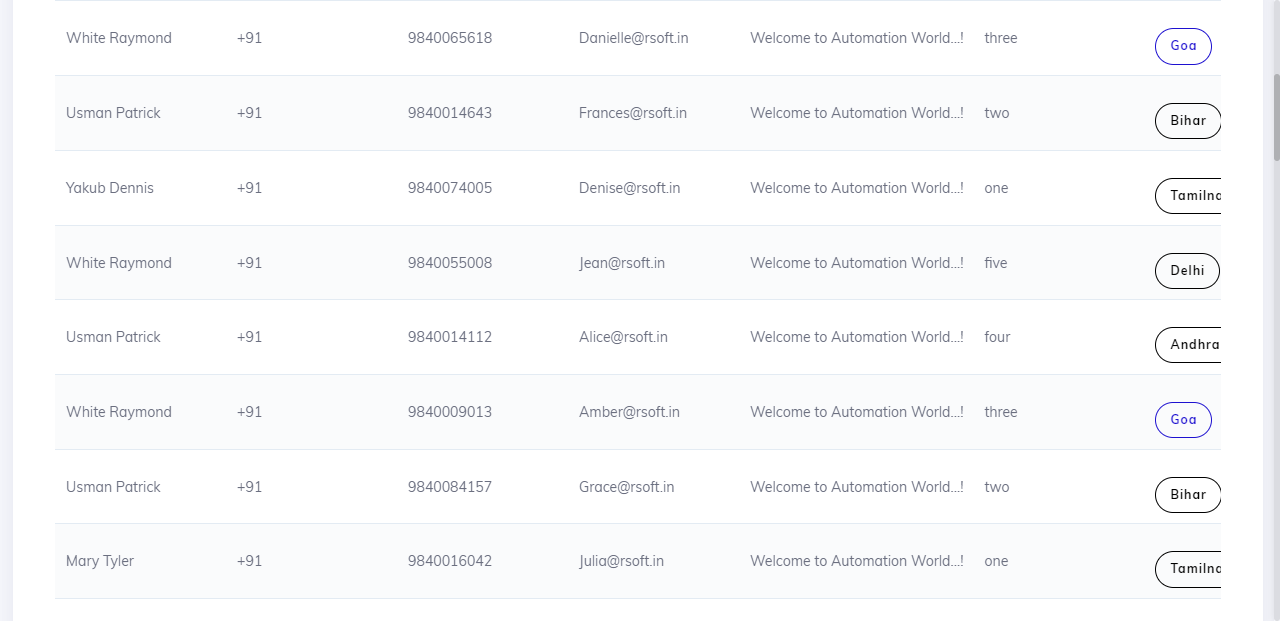 White Raymond +91 9840065618 Danielle@rsoft.in Welcome to Automation World...! three Goa
Usman Patrick +91 9840014643 Frances@rsoft.in Welcome to Automation World...! two Bihar
Yakub Dennis +91 9840074005 Denise@rsoft.in Welcome to Automation World...! one Tamilna
White Raymond +91 9840055008 Jean@rsoft.in Welcome to Automation World...! five Delhi
Usman Patrick +91 9840014112 Alice@rsoft.in Welcome to Automation World...! four Andhra
White Raymond +91 9840009013 Amber@rsoft.in Welcome to Automation World...! three Goa
Usman Patrick +91 9840084157 Grace@rsoft.in Welcome to Automation World...! two Bihar
Mary Tyler +91 9840016042 Julia@rsoft.in Welcome to Automation World...! one Tamilna